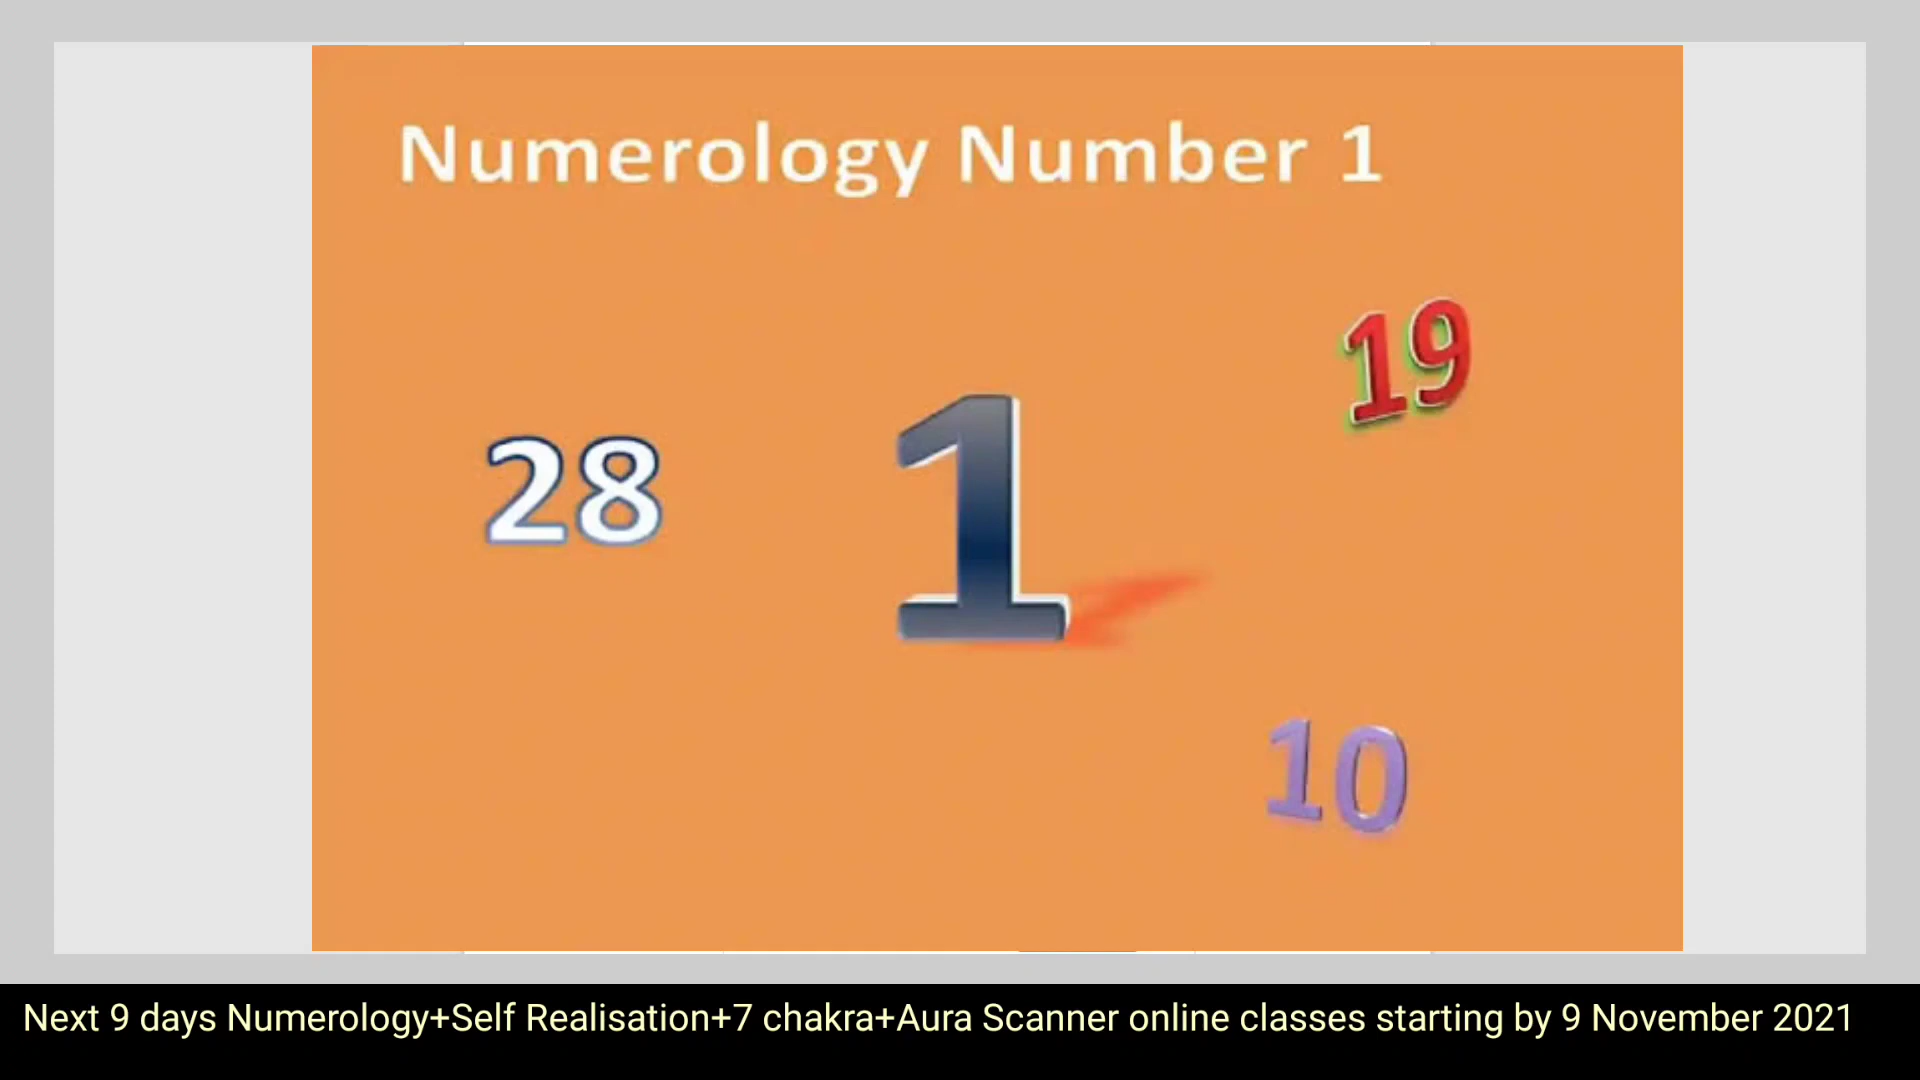 Numerology Number 1
19
28
1
10
Next 9 days Numerology+Self Realisation+7 chakra+Aura Scanner online classes starting by 9 November 2021